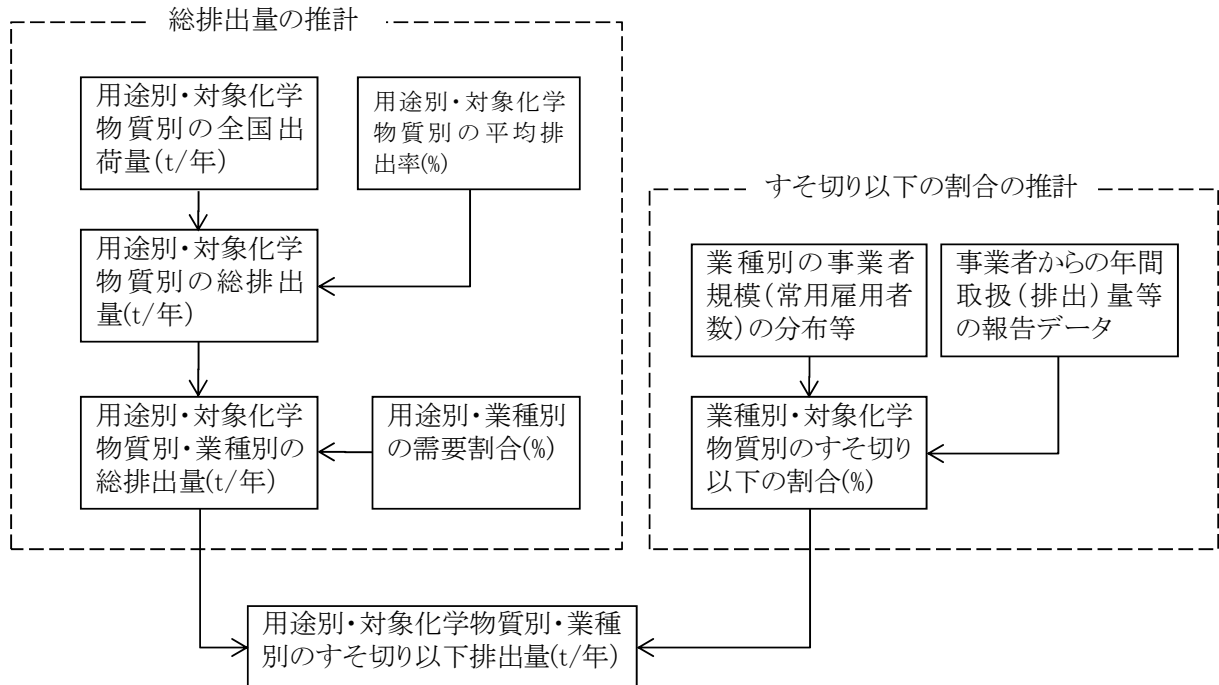 総排出量の推計
用途別・対象化学
物質別の全国出
荷量(t/年)
用途別・対象化学
物質別の平均排
出率(%)
用途別・対象化学
物質別の総排出
量(t/年)
用途別・対象化学
物質別・業種別の
総排出量(t/年)
用途別・業種別
の需要割合(%)
すそ切り以下の割合の推計
業種別の事業者
規模(常用雇用者
数)の分布等
事業者からの年間
取扱(排出)量等
の報告データ
業種別・対象化学
物質別のすそ切り
以下の割合(%)
用途別・対象化学物質別・業種
別のすそ切り以下排出量(t/年)